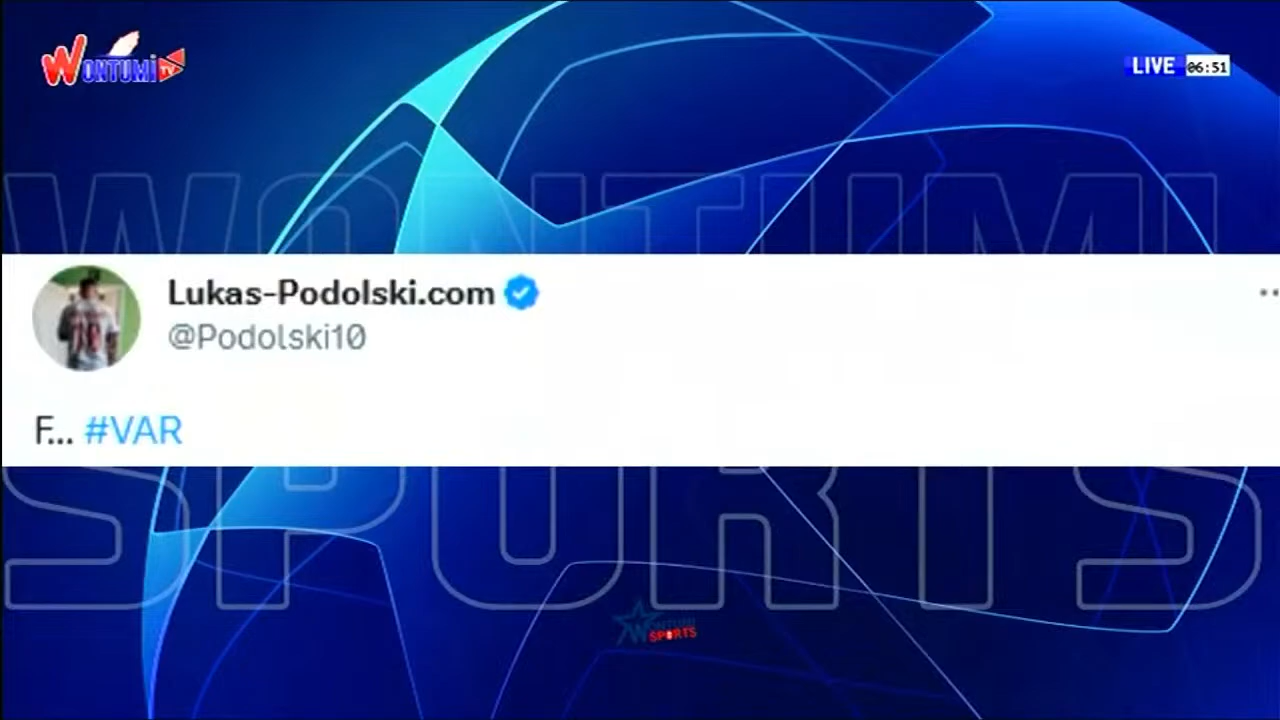 WONTUMI TV
LIVE 06:51
WONTUMI
Lukas-Podolski.com
@Podolski10
F... #VAR
SPORTS
WONTUMI
SPORTS